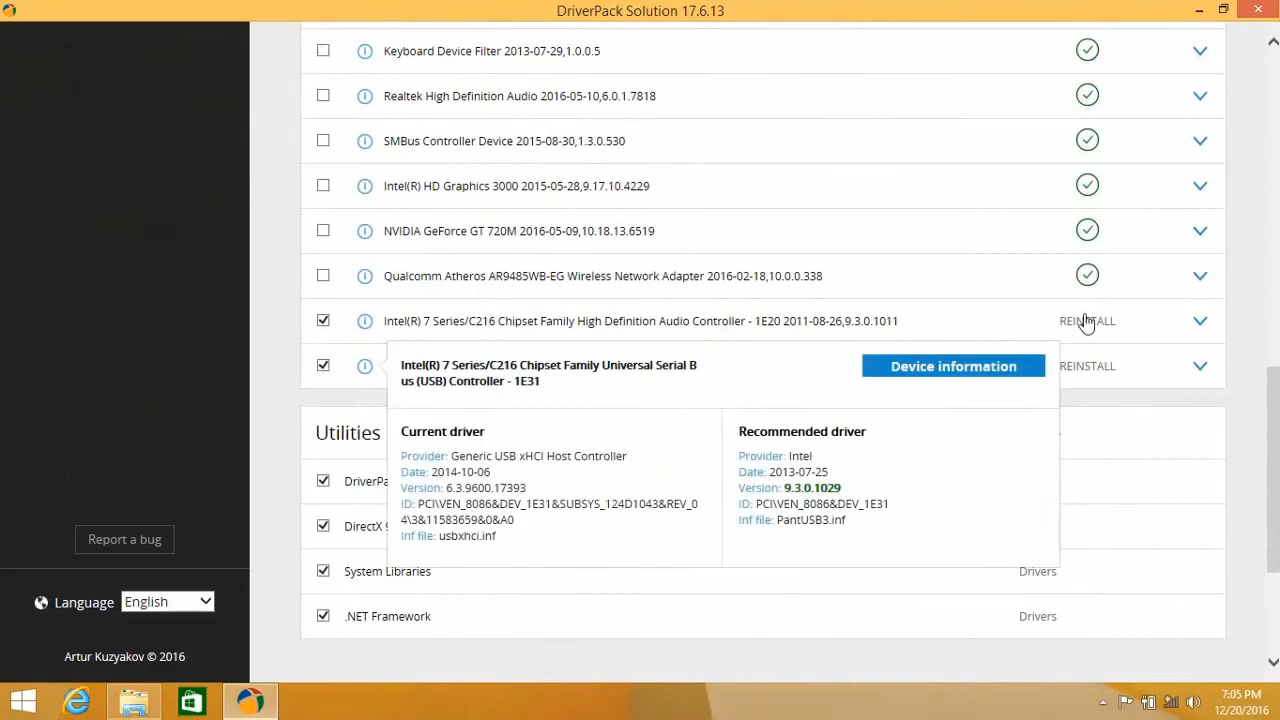 DriverPack Solution 17.6.13
Keyboard Device Filter 2013-07-29,1.0.0.5
Realtek High Definition Audio 2016-05-10,6.0.1.7818
SMBus Controller Device 2015-08-30,1.3.0.530
Intel(R) HD Graphics 3000 2015-05-28,9.17.10.4229
NVIDIA GeForce GT 720M 2016-05-09,10.18.13.6519
Qualcomm Atheros AR9485WB-EG Wireless Network Adapter 2016-02-18,10.0.0.338
Intel(R) 7 Series/C216 Chipset Family High Definition Audio Controller - 1E20 2011-08-26,9.3.0.1011 REINSTALL
REINSTALL
Intel(R) 7 Series/C216 Chipset Family Universal Serial B
us (USB) Controller - 1E31
Device information
Current driver
Provider: Generic USB xHCI Host Controller
Date: 2014-10-06
Version: 6.3.9600.17393
ID: PCI\VEN_8086&DEV_1E31&SUBSYS_124D1043&REV_0
4\3&11583659&0&A0
Inf file: usbxhci.inf
Recommended driver
Provider: Intel
Date: 2013-07-25
Version: 9.3.0.1029
ID: PCI\VEN_8086&DEV_1E31
Inf file: PantUSB3.inf
Utilities
DriverPa
DirectX 9
System Libraries Drivers
.NET Framework Drivers
Report a bug
Language English
Artur Kuzyakov © 2016
7:05 PM
12/20/2016